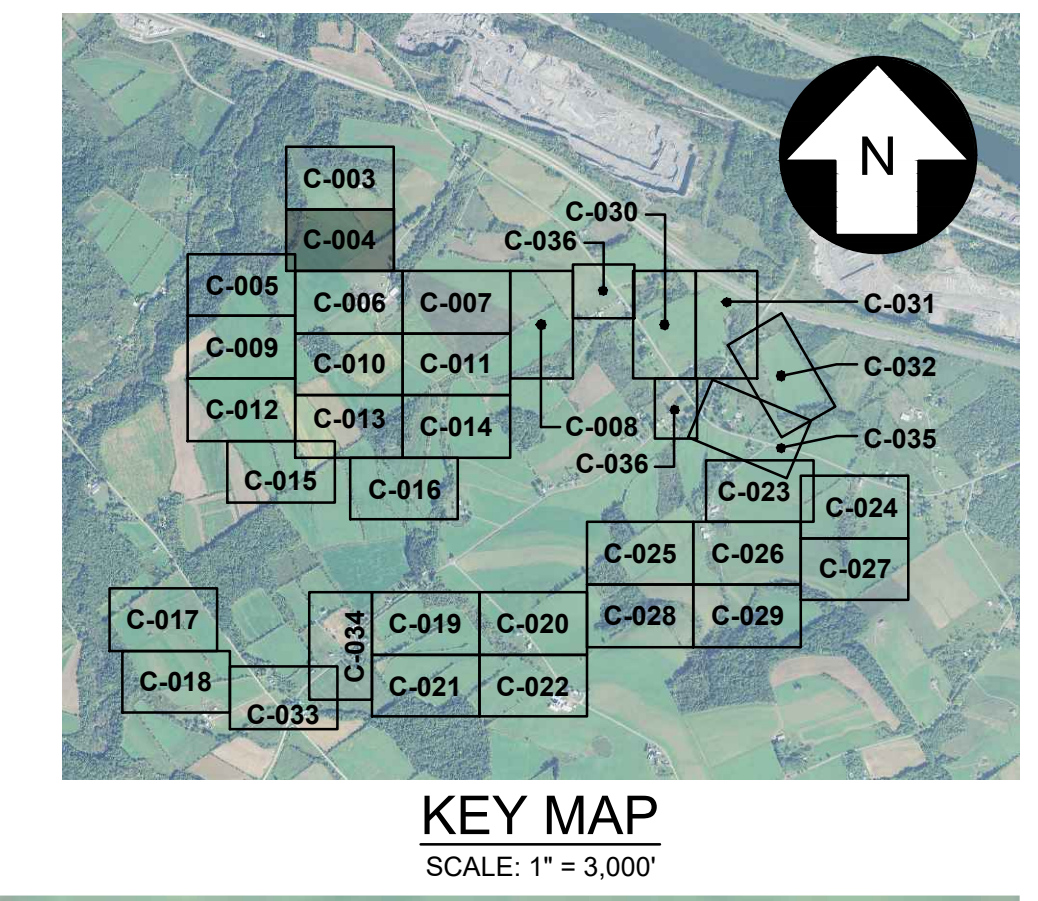 N
C-003
C-004
C-030
C-036
C-005
C-006
C-007
C-031
C-009
C-010
C-011
C-032
C-012
C-013
C-014
C-008
C-035
C-036
C-015
C-016
C-023
C-024
C-025
C-026
C-027
C-017
C-034
C-019
C-020
C-028
C-029
C-018
C-021
C-022
C-033
KEY MAP
SCALE: 1" = 3,000'